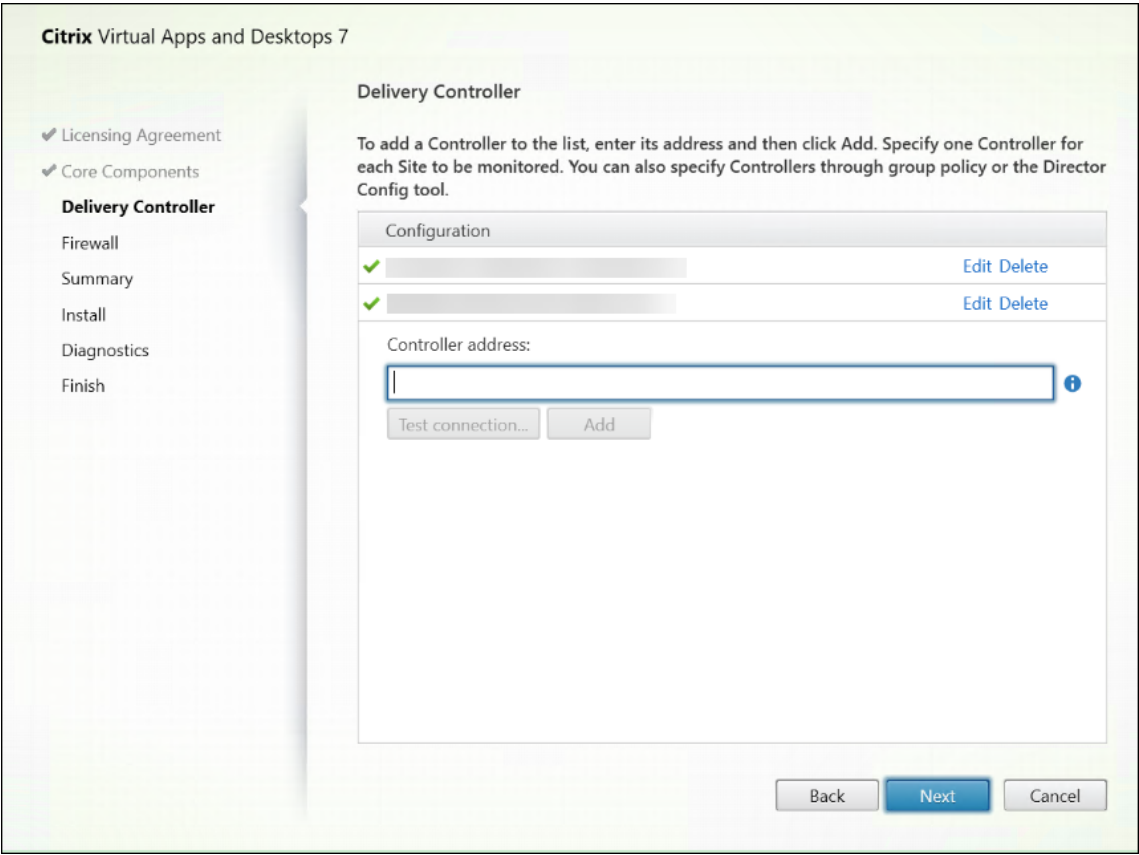 Citrix Virtual Apps and Desktops 7
Licensing Agreement
Core Components
Delivery Controller
Firewall
Summary
Install
Diagnostics
Finish
Delivery Controller
To add a Controller to the list, enter its address and then click Add. Specify one Controller for
each Site to be monitored. You can also specify Controllers through group policy or the Director
Config tool.
Configuration
Edit Delete
Edit Delete
Controller address:
Test connection... Add
Back Next Cancel